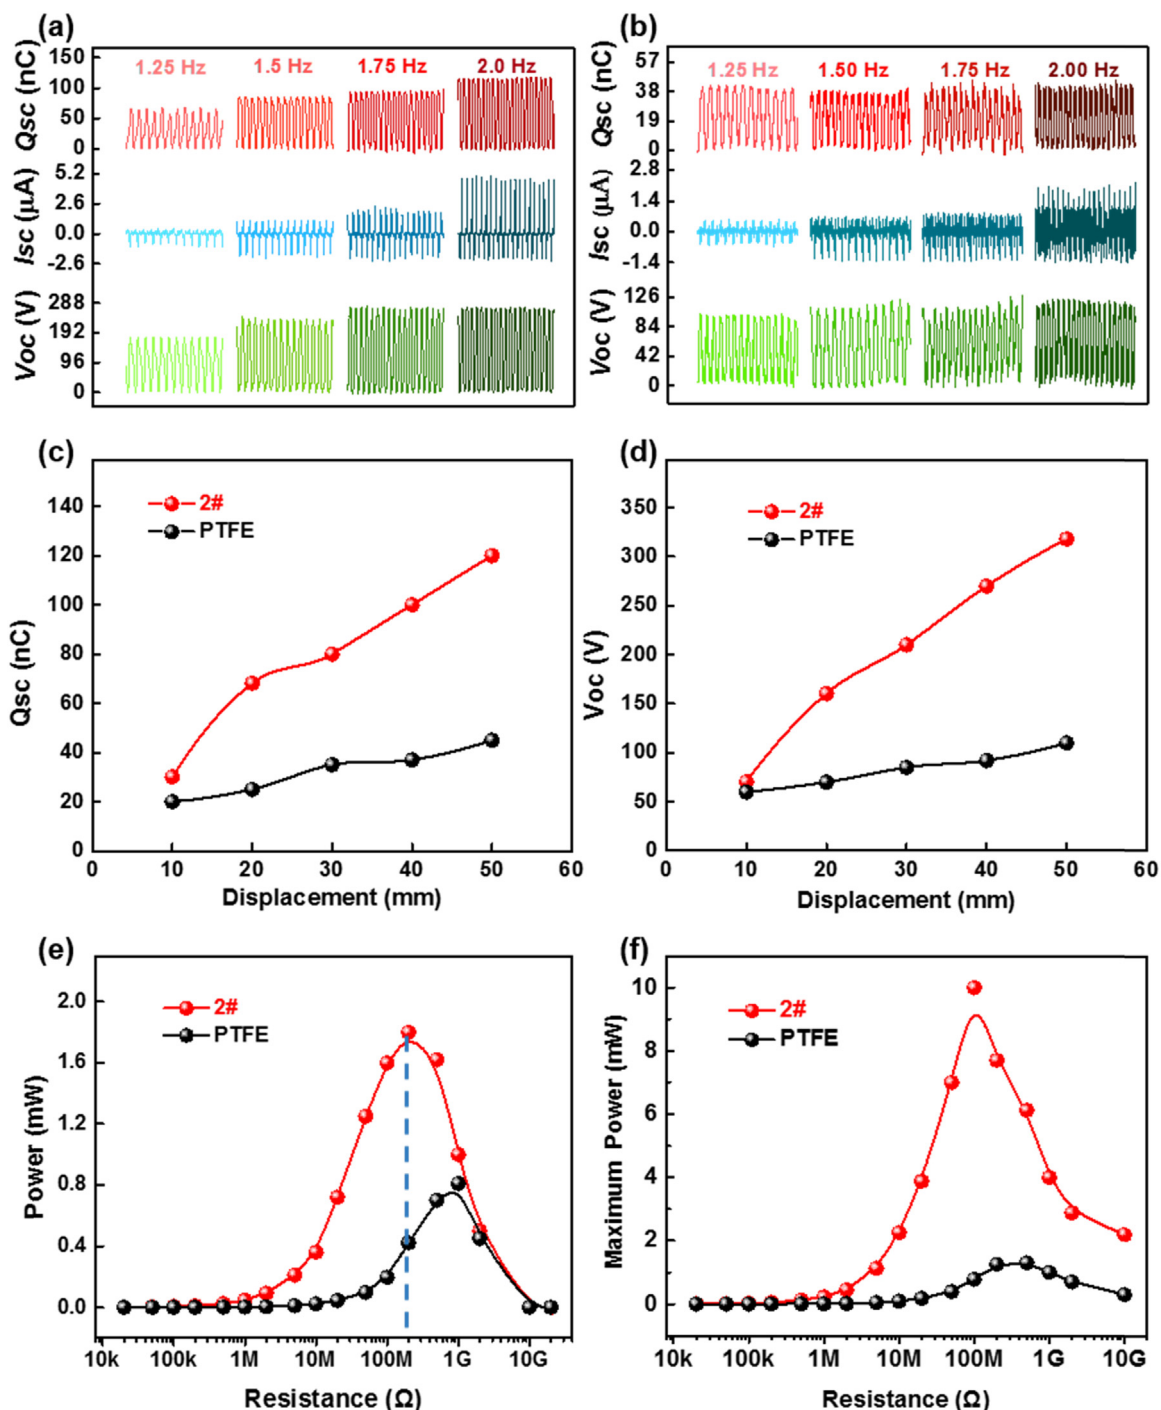 (a)
Qsc (nC)
150
100
50
0
1.25 Hz
1.5 Hz
1.75 Hz
2.0 Hz
Isc (μA)
5.2
2.6
0.0
-2.6
Voc (V)
288
192
96
0
(b)
Qsc (nC)
57
38
19
0
1.25 Hz
1.50 Hz
1.75 Hz
2.00 Hz
Isc (μA)
2.8
1.4
0.0
-1.4
Voc (V)
126
84
42
0
(c)
Qsc (nC)
140
120
100
80
60
40
20
0
2#
PTFE
0 10 20 30 40 50 60
Displacement (mm)
(d)
Voc (V)
350
300
250
200
150
100
50
0
2#
PTFE
0 10 20 30 40 50 60
Displacement (mm)
(e)
Power (mW)
2.0
1.6
1.2
0.8
0.4
0.0
2#
PTFE
10k 100k 1M 10M 100M 1G 10G
Resistance (Ω)
(f)
Maximum Power (mW)
10
8
6
4
2
0
2#
PTFE
10k 100k 1M 10M 100M 1G 10G
Resistance (Ω)